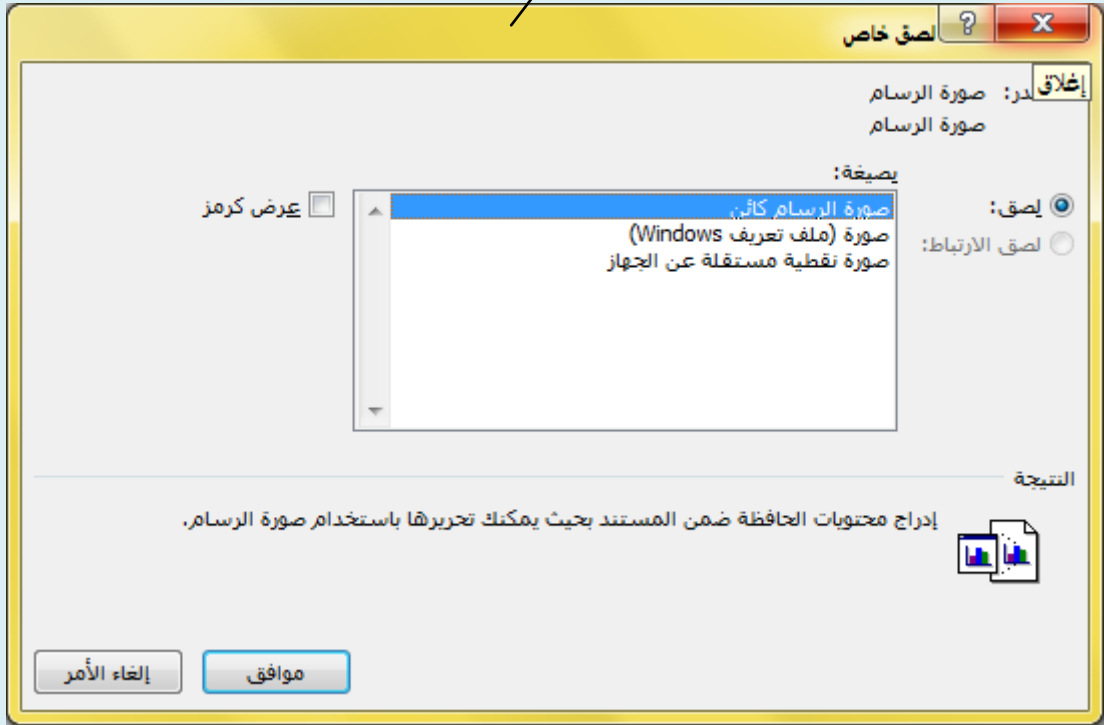 لصق خاص
إغلاق
در: صورة الرسام
صورة الرسام
بصيغة:
لصق: صورة الرسام كائن عرض كرمز
لصق الارتباط: صورة (ملف تعريف Windows)
صورة نقطية مستقلة عن الجهاز
النتيجة
إدراج محتويات الحافظة ضمن المستند بحيث يمكنك تحريرها باستخدام صورة الرسام.
موافق إلغاء الأمر